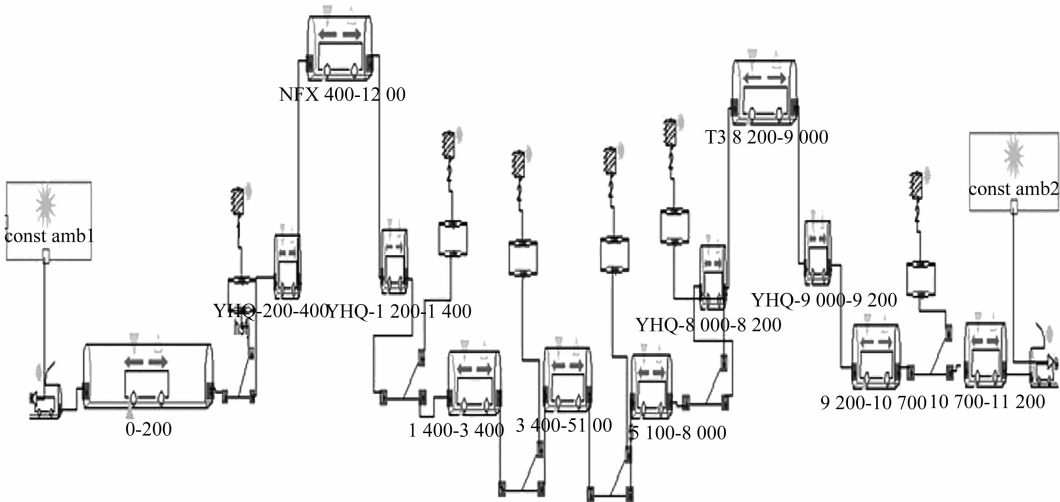 NFX 400-12 00
T3 8 200-9 000
const amb1
const amb2
YHQ-200-400
YHQ-1 200-1 400
YHQ-8 000-8 200
YHQ-9 000-9 200
0-200
1 400-3 400
3 400-51 00
5 100-8 000
9 200-10 700
10 700-11 200